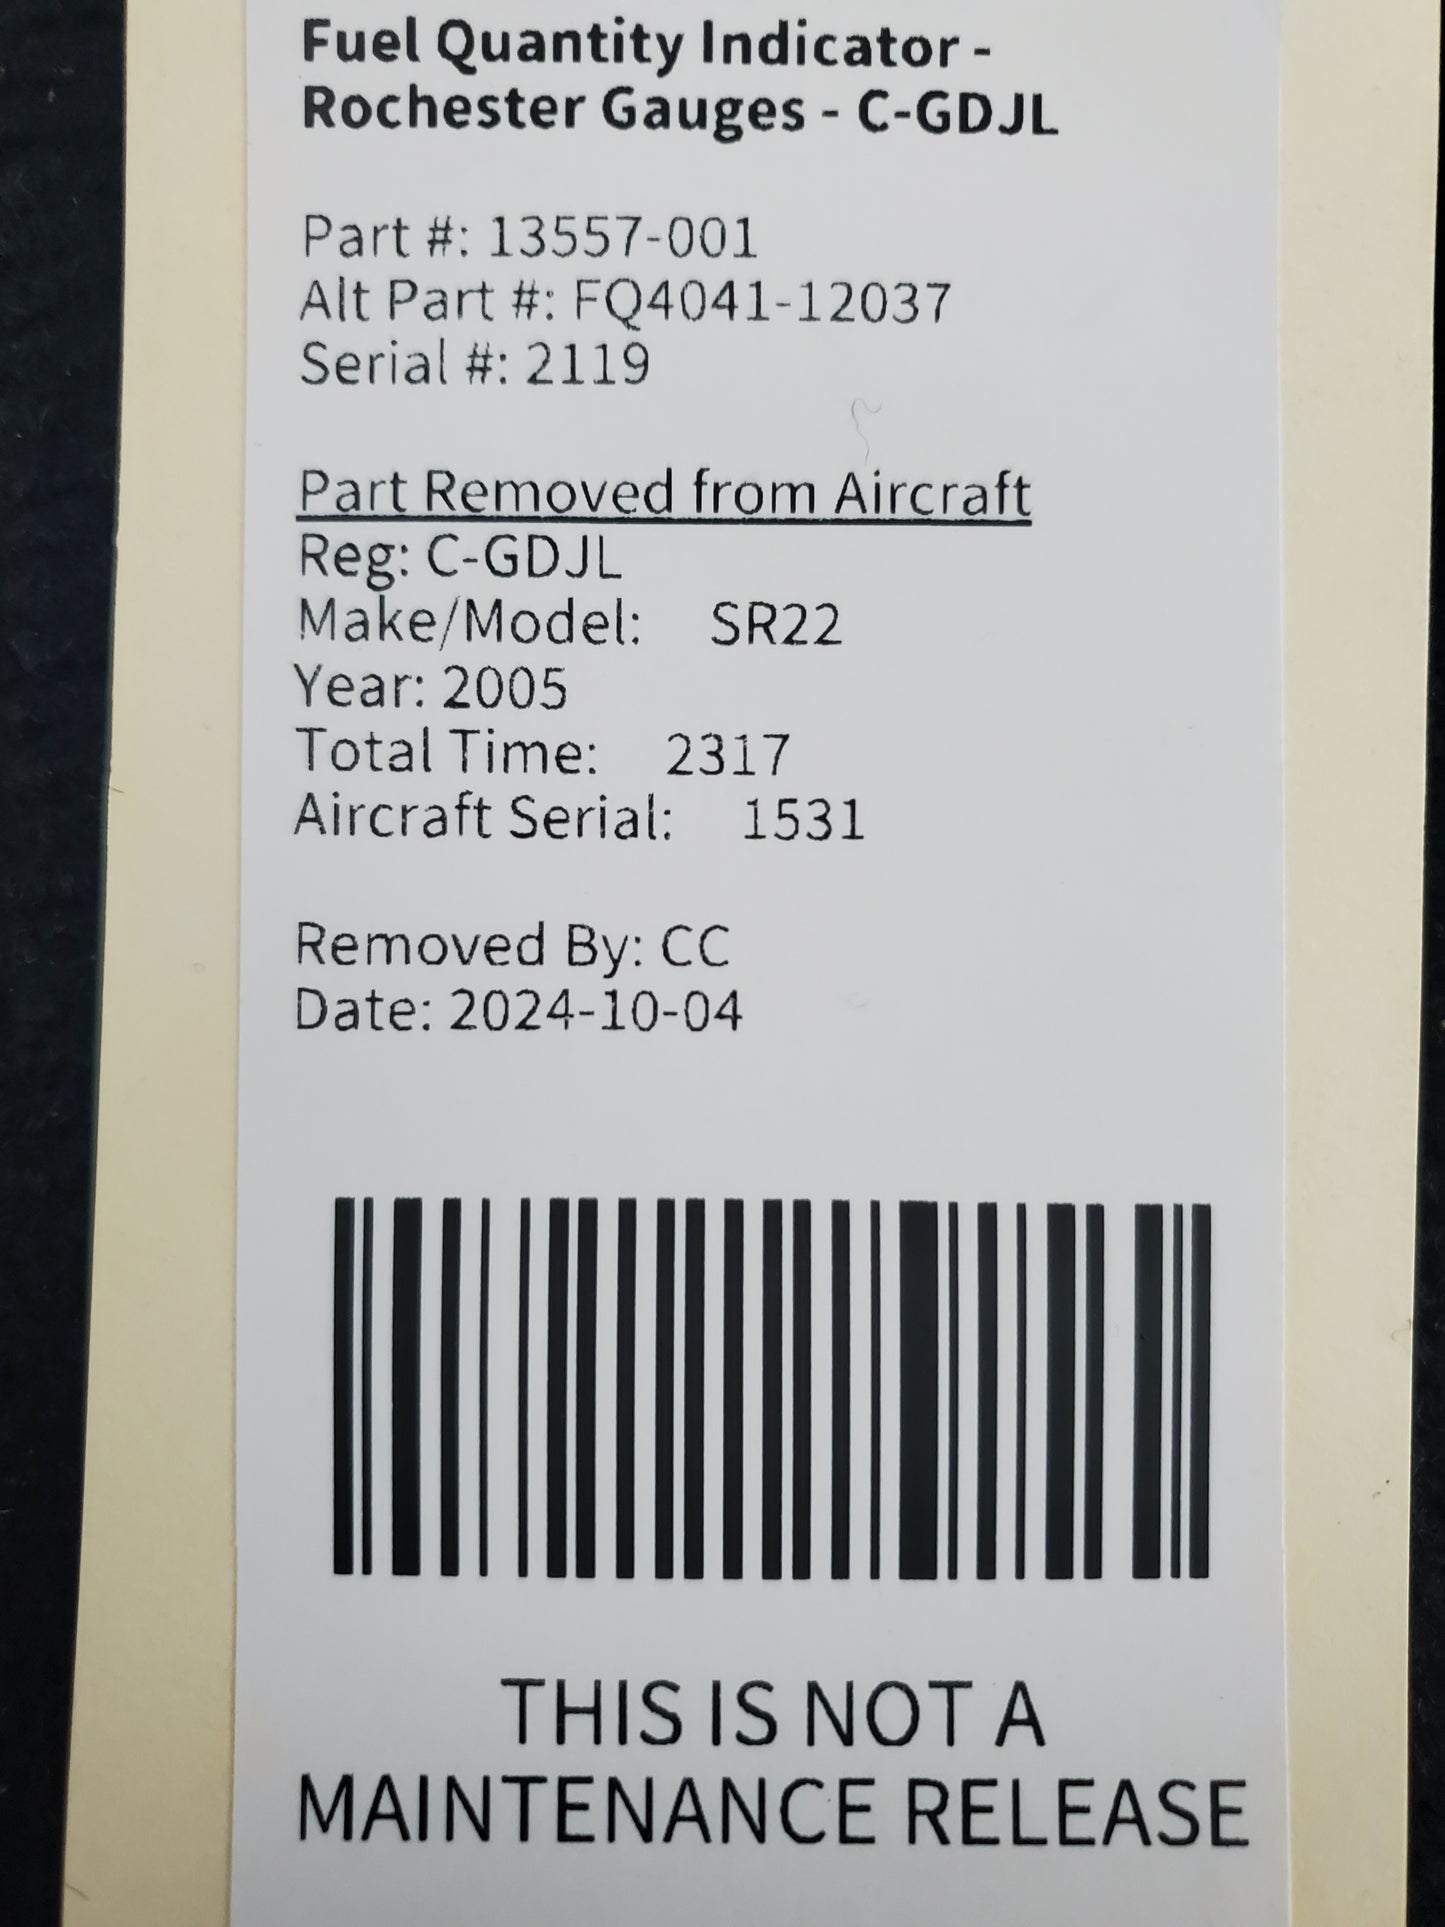 Fuel Quantity Indicator -
Rochester Gauges - C-GDJL
Part #: 13557-001
Alt Part #: FQ4041-12037
Serial #: 2119
Part Removed from Aircraft
Reg: C-GDJL
Make/Model: SR22
Year: 2005
Total Time: 2317
Aircraft Serial: 1531
Removed By: CC
Date: 2024-10-04
THIS IS NOT A
MAINTENANCE RELEASE